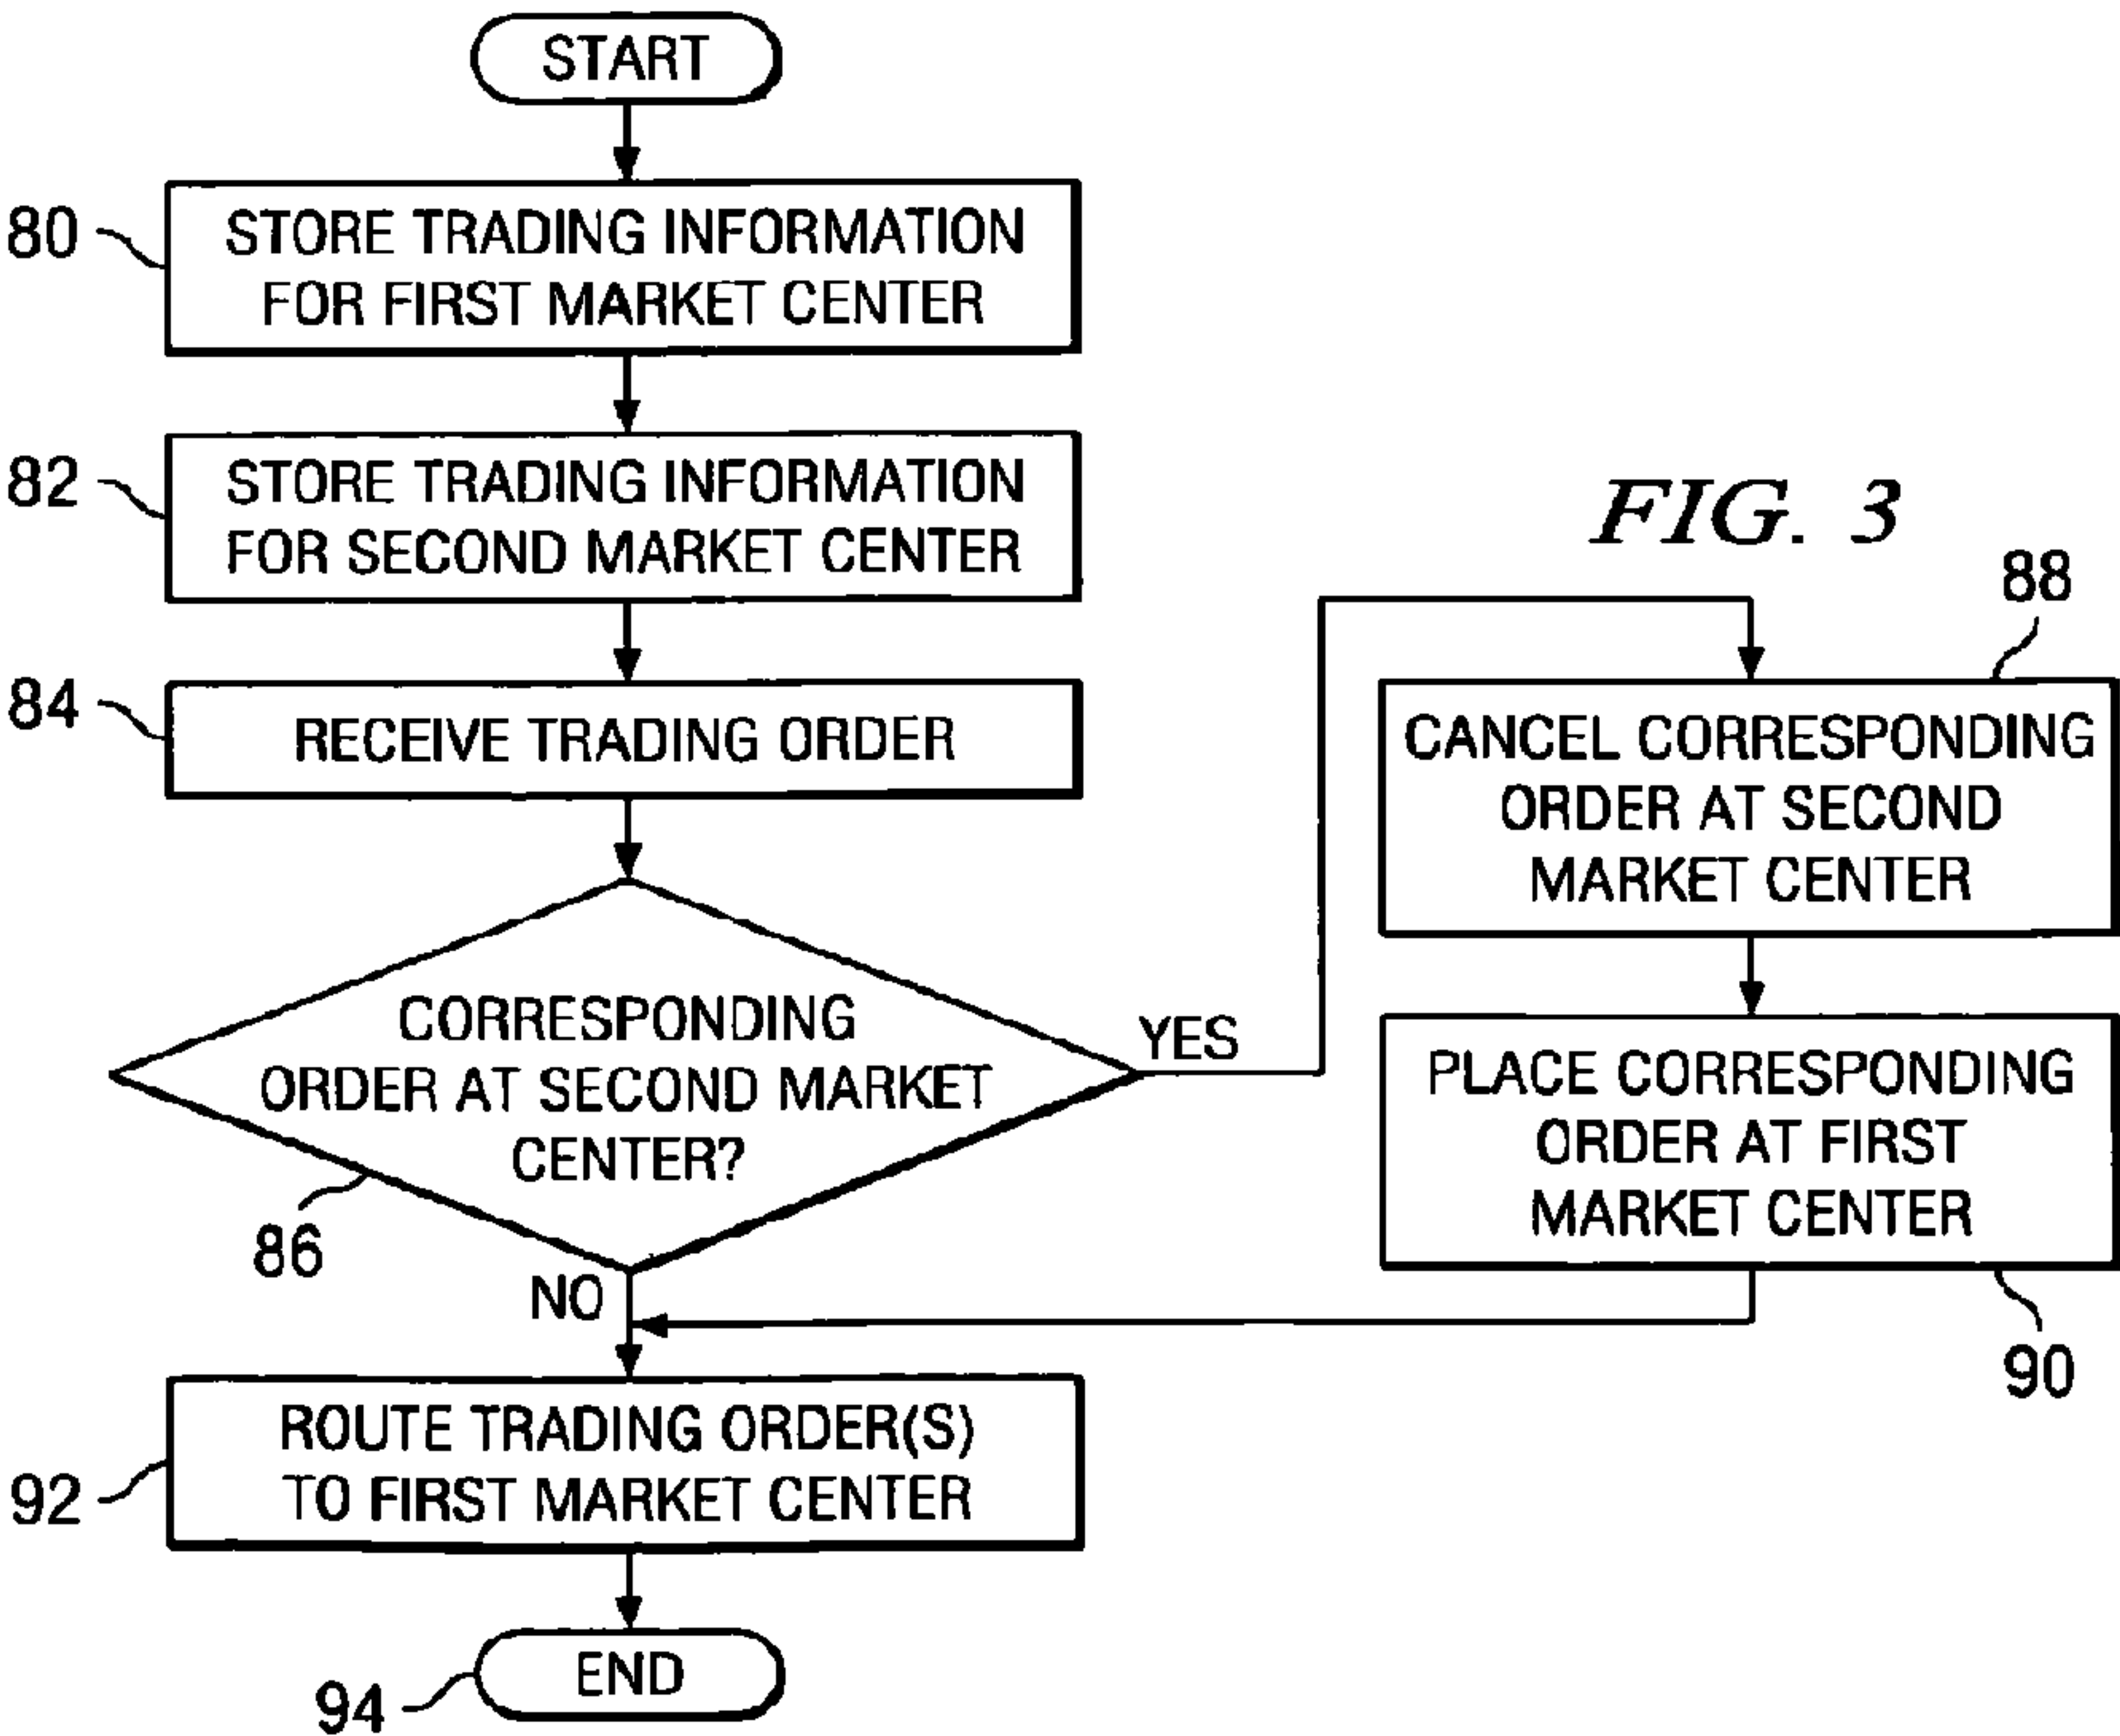 START
80
STORE TRADING INFORMATION
FOR FIRST MARKET CENTER
82
STORE TRADING INFORMATION
FOR SECOND MARKET CENTER
FIG. 3
84
RECEIVE TRADING ORDER
86
CORRESPONDING
ORDER AT SECOND MARKET
CENTER?
YES
NO
88
CANCEL CORRESPONDING
ORDER AT SECOND
MARKET CENTER
90
PLACE CORRESPONDING
ORDER AT FIRST
MARKET CENTER
92
ROUTE TRADING ORDER(S)
TO FIRST MARKET CENTER
94
END